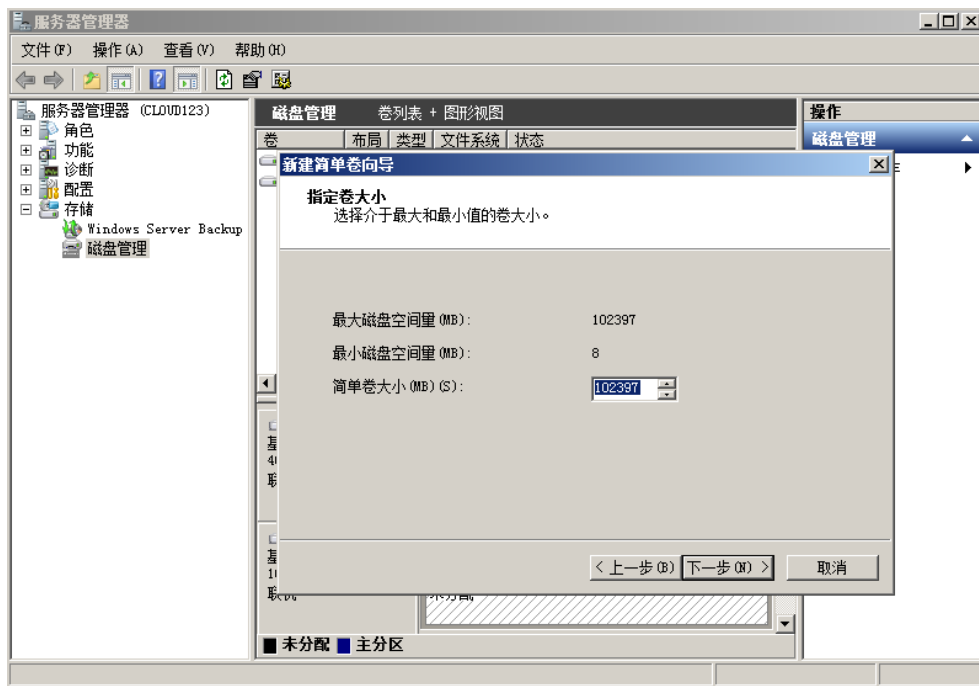 服务器管理器
文件(F) 操作(A) 查看(V) 帮助(H)
服务器管理器 (CLOUD123)
角色
功能
诊断
配置
存储
Windows Server Backup
磁盘管理
磁盘管理 卷列表 + 图形视图
卷 布局 类型 文件系统 状态
操作
磁盘管理
新建简单卷向导
指定卷大小
选择介于最大和最小值的卷大小。
最大磁盘空间量(MB): 102397
最小磁盘空间量(MB): 8
简单卷大小(MB)(S): 102397
< 上一步(B) 下一步(N) > 取消
未分配 主分区